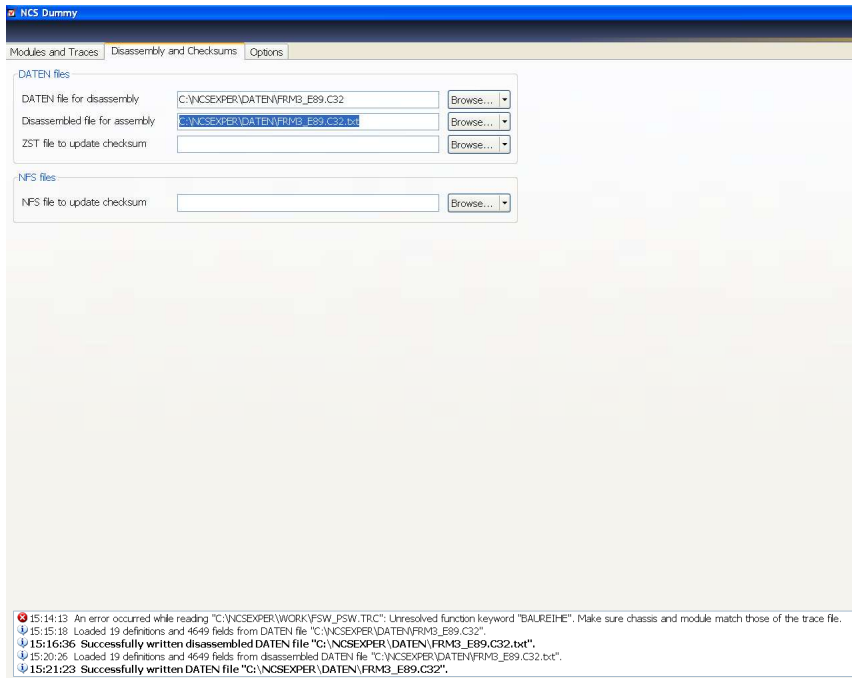 NCS Dummy
Modules and Traces Disassembly and Checksums Options
DATEN files
DATEN file for disassembly C:\NCSEXPER\DATEN\FRM3_E89.C32 Browse...
Disassembled file for assembly C:\NCSEXPER\DATEN\FRM3_E89.C32.txt Browse...
ZST file to update checksum Browse...
NFS files
NFS file to update checksum Browse...
15:14:13 An error occurred while reading "C:\NCSEXPER\WORK\FSW_PSW.TRC": Unresolved function keyword "BAUREIHE". Make sure chassis and module match those of the trace file.
15:15:18 Loaded 19 definitions and 4649 fields from DATEN file "C:\NCSEXPER\DATEN\FRM3_E89.C32".
15:16:36 Successfully written disassembled DATEN file "C:\NCSEXPER\DATEN\FRM3_E89.C32.txt".
15:20:26 Loaded 19 definitions and 4649 fields from disassembled DATEN file "C:\NCSEXPER\DATEN\FRM3_E89.C32.txt".
15:21:23 Successfully written DATEN file "C:\NCSEXPER\DATEN\FRM3_E89.C32".